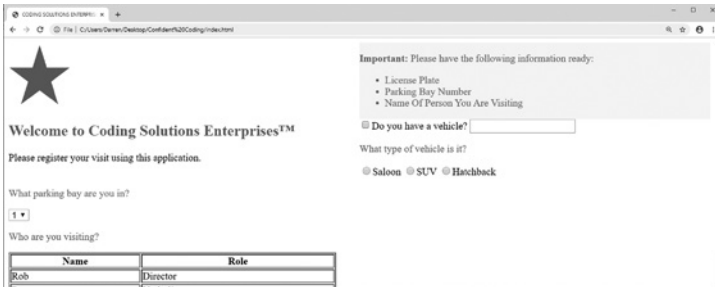 CODING SOLUTIONS ENTERPRIS
File | C:/Users/Darren/Desktop/Confident%20Coding/index.html
Welcome to Coding Solutions Enterprises™
Please register your visit using this application.
What parking bay are you in?
1
Who are you visiting?
Name Role
Rob Director
Important: Please have the following information ready:
License Plate
Parking Bay Number
Name Of Person You Are Visiting
Do you have a vehicle?
What type of vehicle is it?
Saloon SUV Hatchback